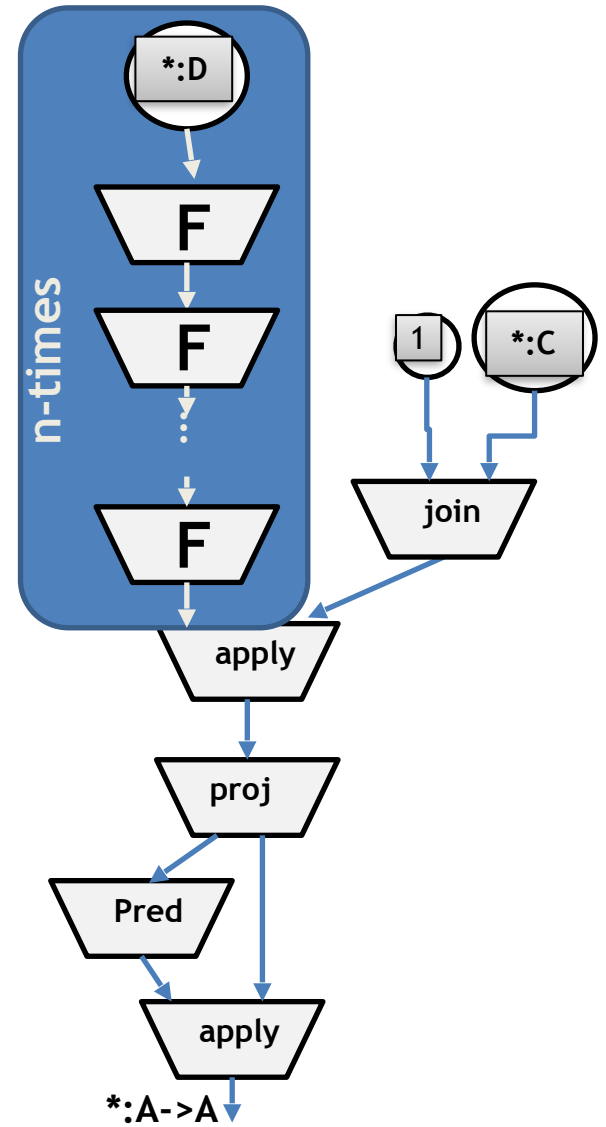 *:D
F
F
...
F
n-times
1
*:C
join
apply
proj
Pred
apply
*:A->A